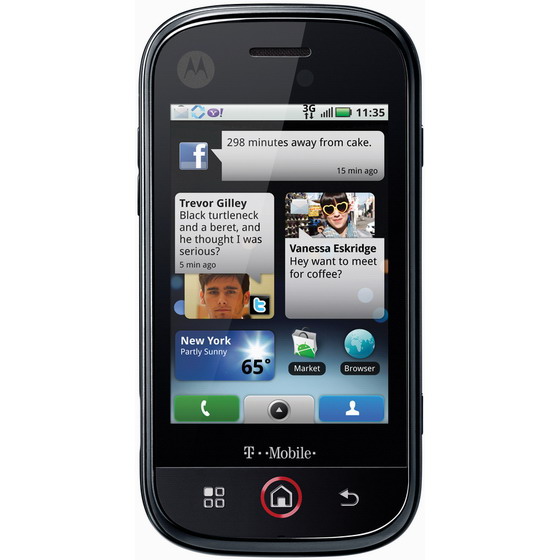 3G 11:35
298 minutes away from cake.
15 min ago
Trevor Gilley
Black turtleneck
and a beret, and
he thought I was
serious?
5 min ago
Vanessa Eskridge
Hey want to meet
for coffee?
New York
Partly Sunny
65°
Market
Browser
T··Mobile·